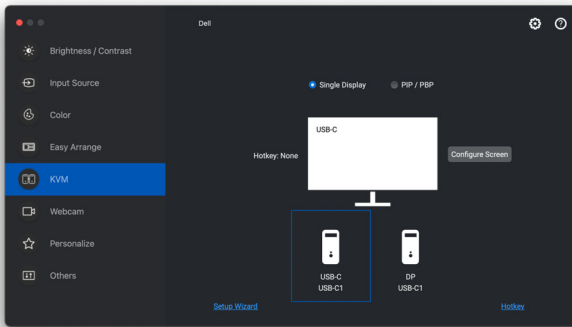 Dell
Brightness / Contrast
Input Source
Color
Easy Arrange
KVM
Webcam
Personalize
Others
Single Display
PIP / PBP
USB-C
Hotkey: None
Configure Screen
USB-C
USB-C1
DP
USB-C1
Setup Wizard
Hotkey